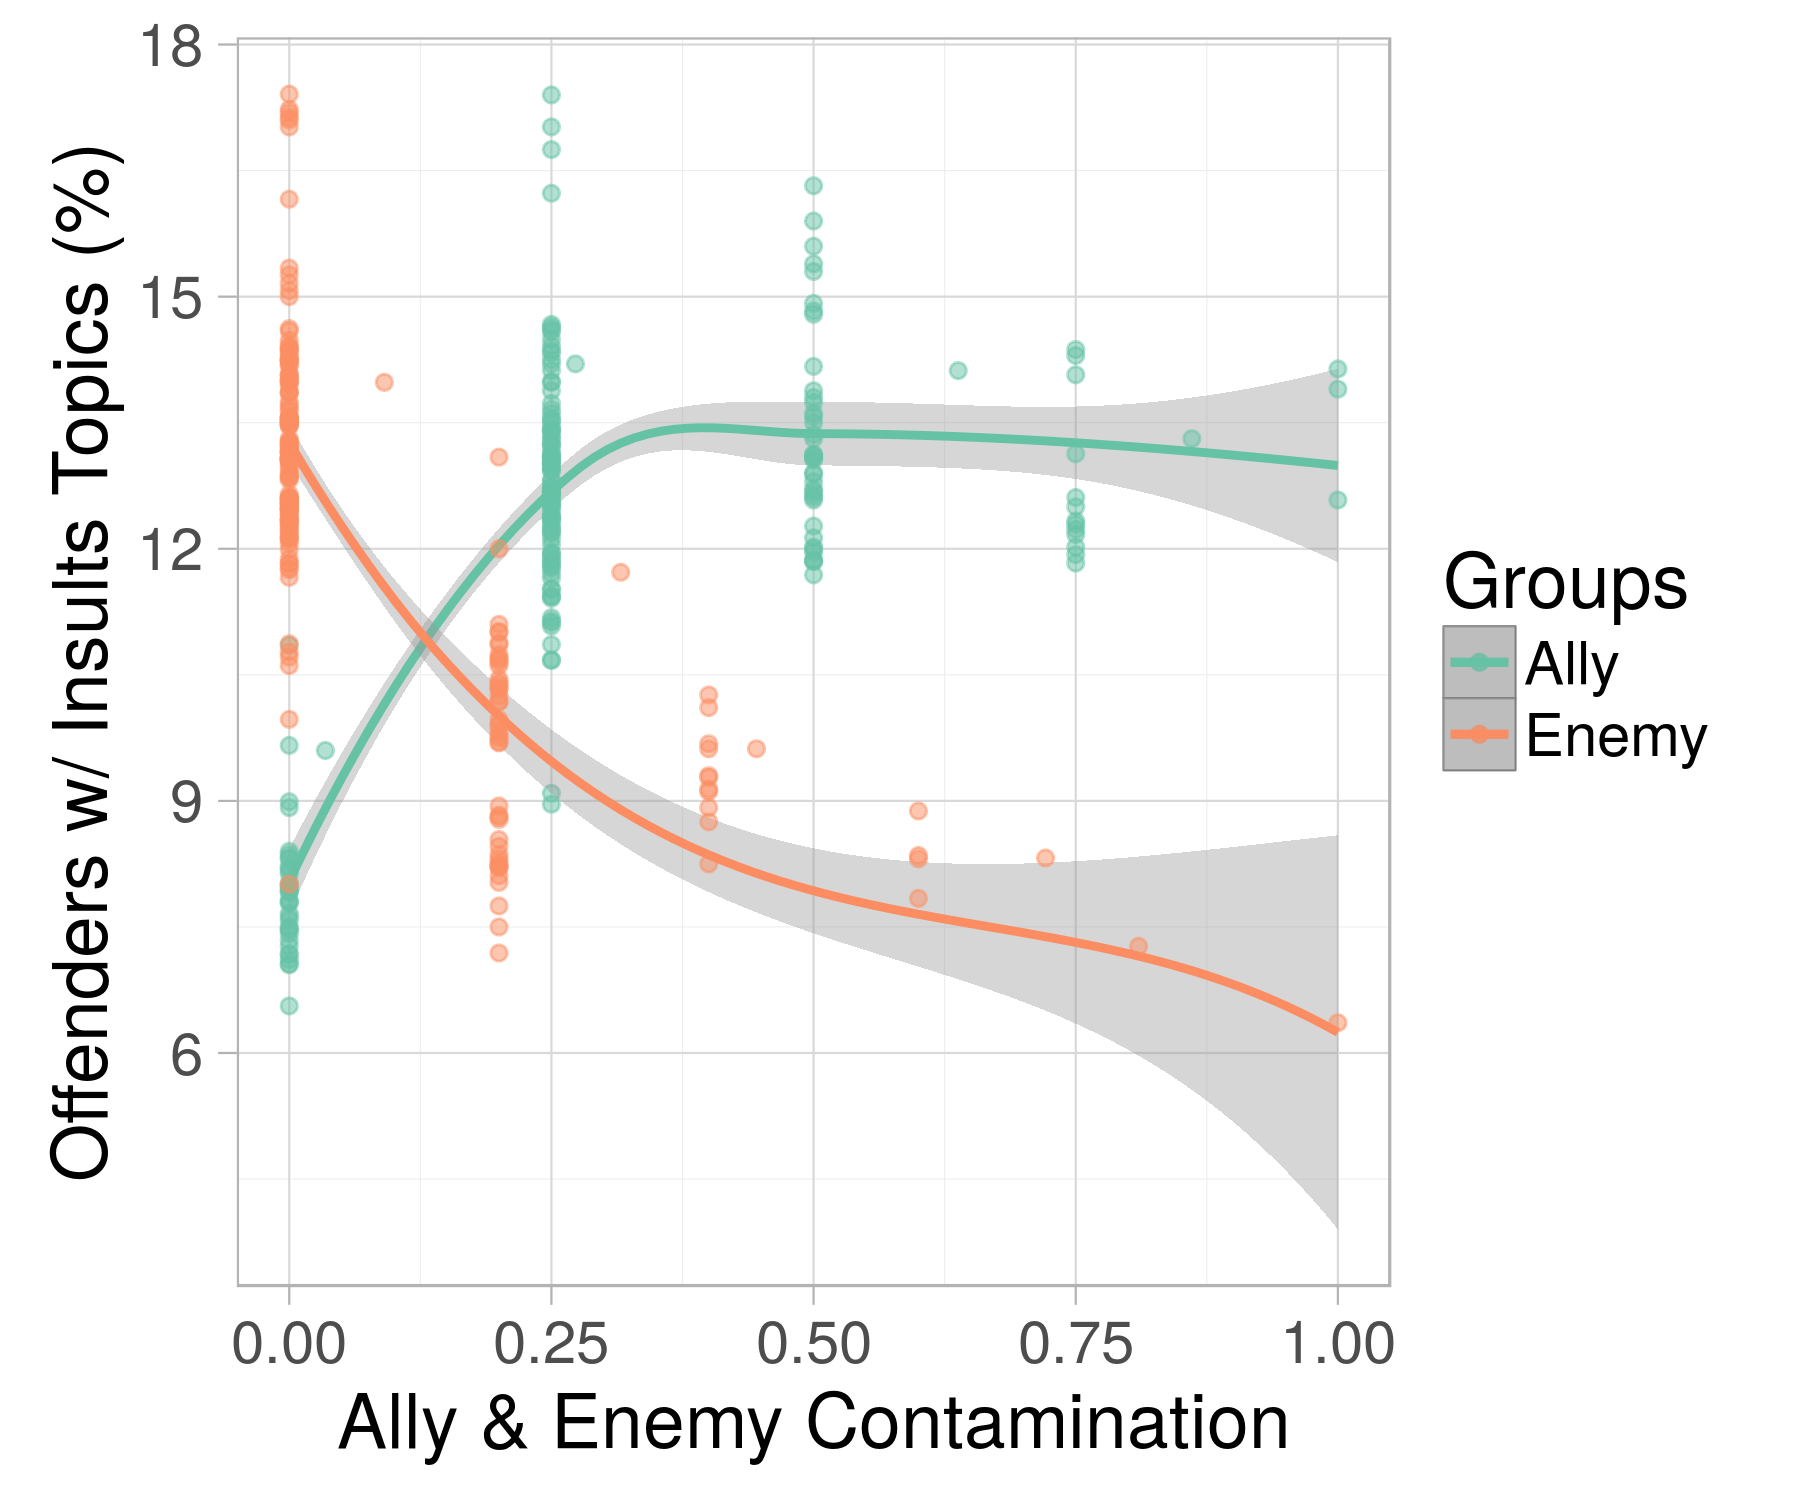 Offenders w/ Insults Topics (%)
18
15
12
9
6
0.00 0.25 0.50 0.75 1.00
Ally & Enemy Contamination
Groups
Ally
Enemy